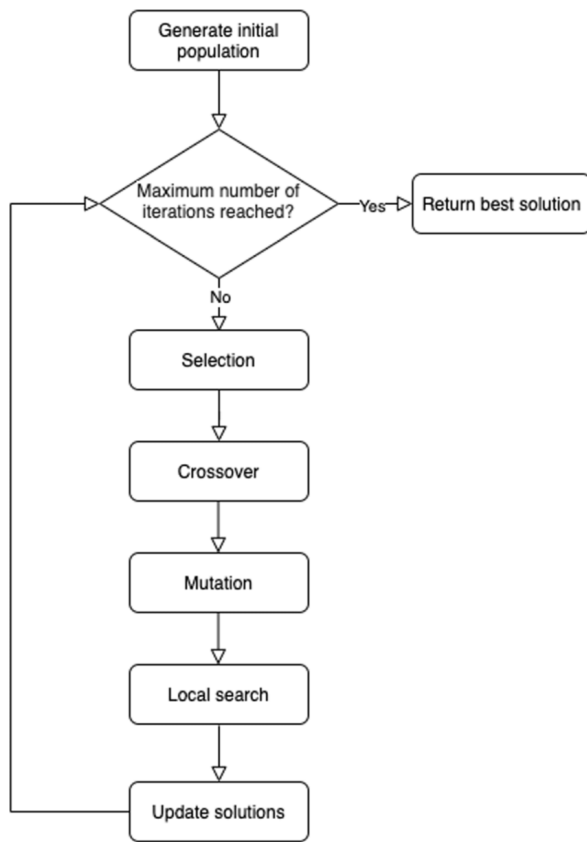 Generate initial
population
Maximum number of
iterations reached?
Yes
Return best solution
No
Selection
Crossover
Mutation
Local search
Update solutions